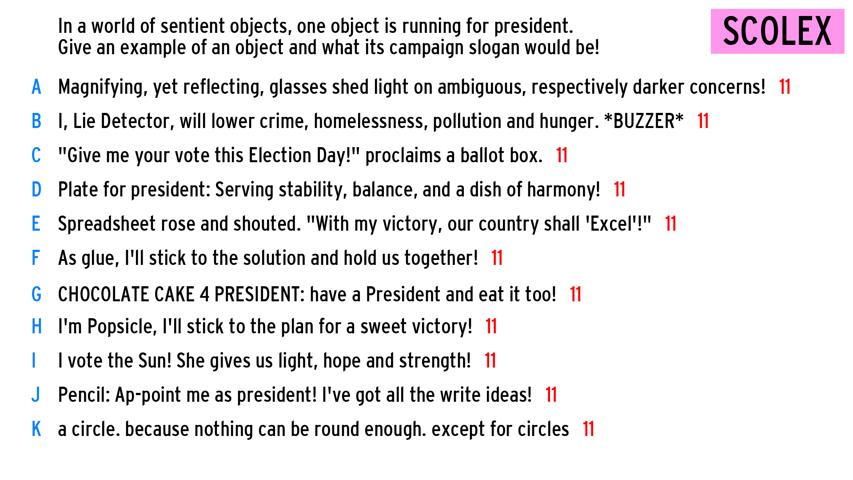 In a world of sentient objects, one object is running for president.
Give an example of an object and what its campaign slogan would be!
SCOLEX
A Magnifying, yet reflecting, glasses shed light on ambiguous, respectively darker concerns! 11
B I, Lie Detector, will lower crime, homelessness, pollution and hunger. *BUZZER* 11
C "Give me your vote this Election Day!" proclaims a ballot box. 11
D Plate for president: Serving stability, balance, and a dish of harmony! 11
E Spreadsheet rose and shouted. "With my victory, our country shall 'Excel'!" 11
F As glue, I'll stick to the solution and hold us together! 11
G CHOCOLATE CAKE 4 PRESIDENT: have a President and eat it too! 11
H I'm Popsicle, I'll stick to the plan for a sweet victory! 11
I I vote the Sun! She gives us light, hope and strength! 11
J Pencil: Ap-point me as president! I've got all the write ideas! 11
K a circle. because nothing can be round enough. except for circles 11